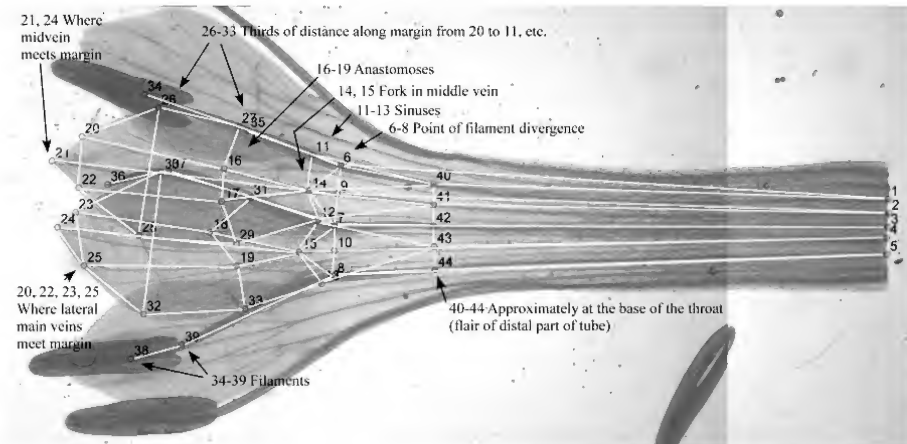 21, 24 Where
midvein
meets margin
26-33 Thirds of distance along margin from 20 to 11, etc.
16-19 Anastomoses
14, 15 Fork in middle vein
11-13 Sinuses
6-8 Point of filament divergence
34
26
27
35
20
11
6
21
16
30
37
40
1
36
14
9
41
2
22
17
31
3
23
12
7
42
4
24
18
28
29
43
5
15
10
25
19
8
44
20, 22, 23, 25
Where lateral
main veins
meet margin
32
33
40-44 Approximately at the base of the throat
(flair of distal part of tube)
39
38
34-39 Filaments